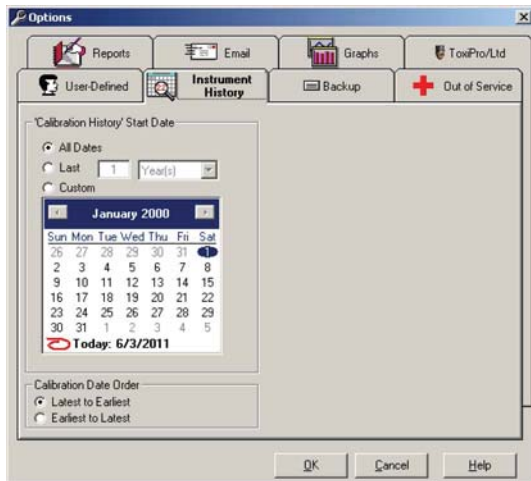 Options
Reports
Email
Graphs
ToxiPro/Ltd
User-Defined
Instrument
History
Backup
Out of Service
'Calibration History' Start Date
All Dates
Last 1 Year(s)
Custom
January 2000
Sun Mon Tue Wed Thu Fri Sat
26 27 28 29 30 31 1
2 3 4 5 6 7 8
9 10 11 12 13 14 15
16 17 18 19 20 21 22
23 24 25 26 27 28 29
30 31 1 2 3 4 5
Today: 6/3/2011
Calibration Date Order
Latest to Earliest
Earliest to Latest
OK
Cancel
Help